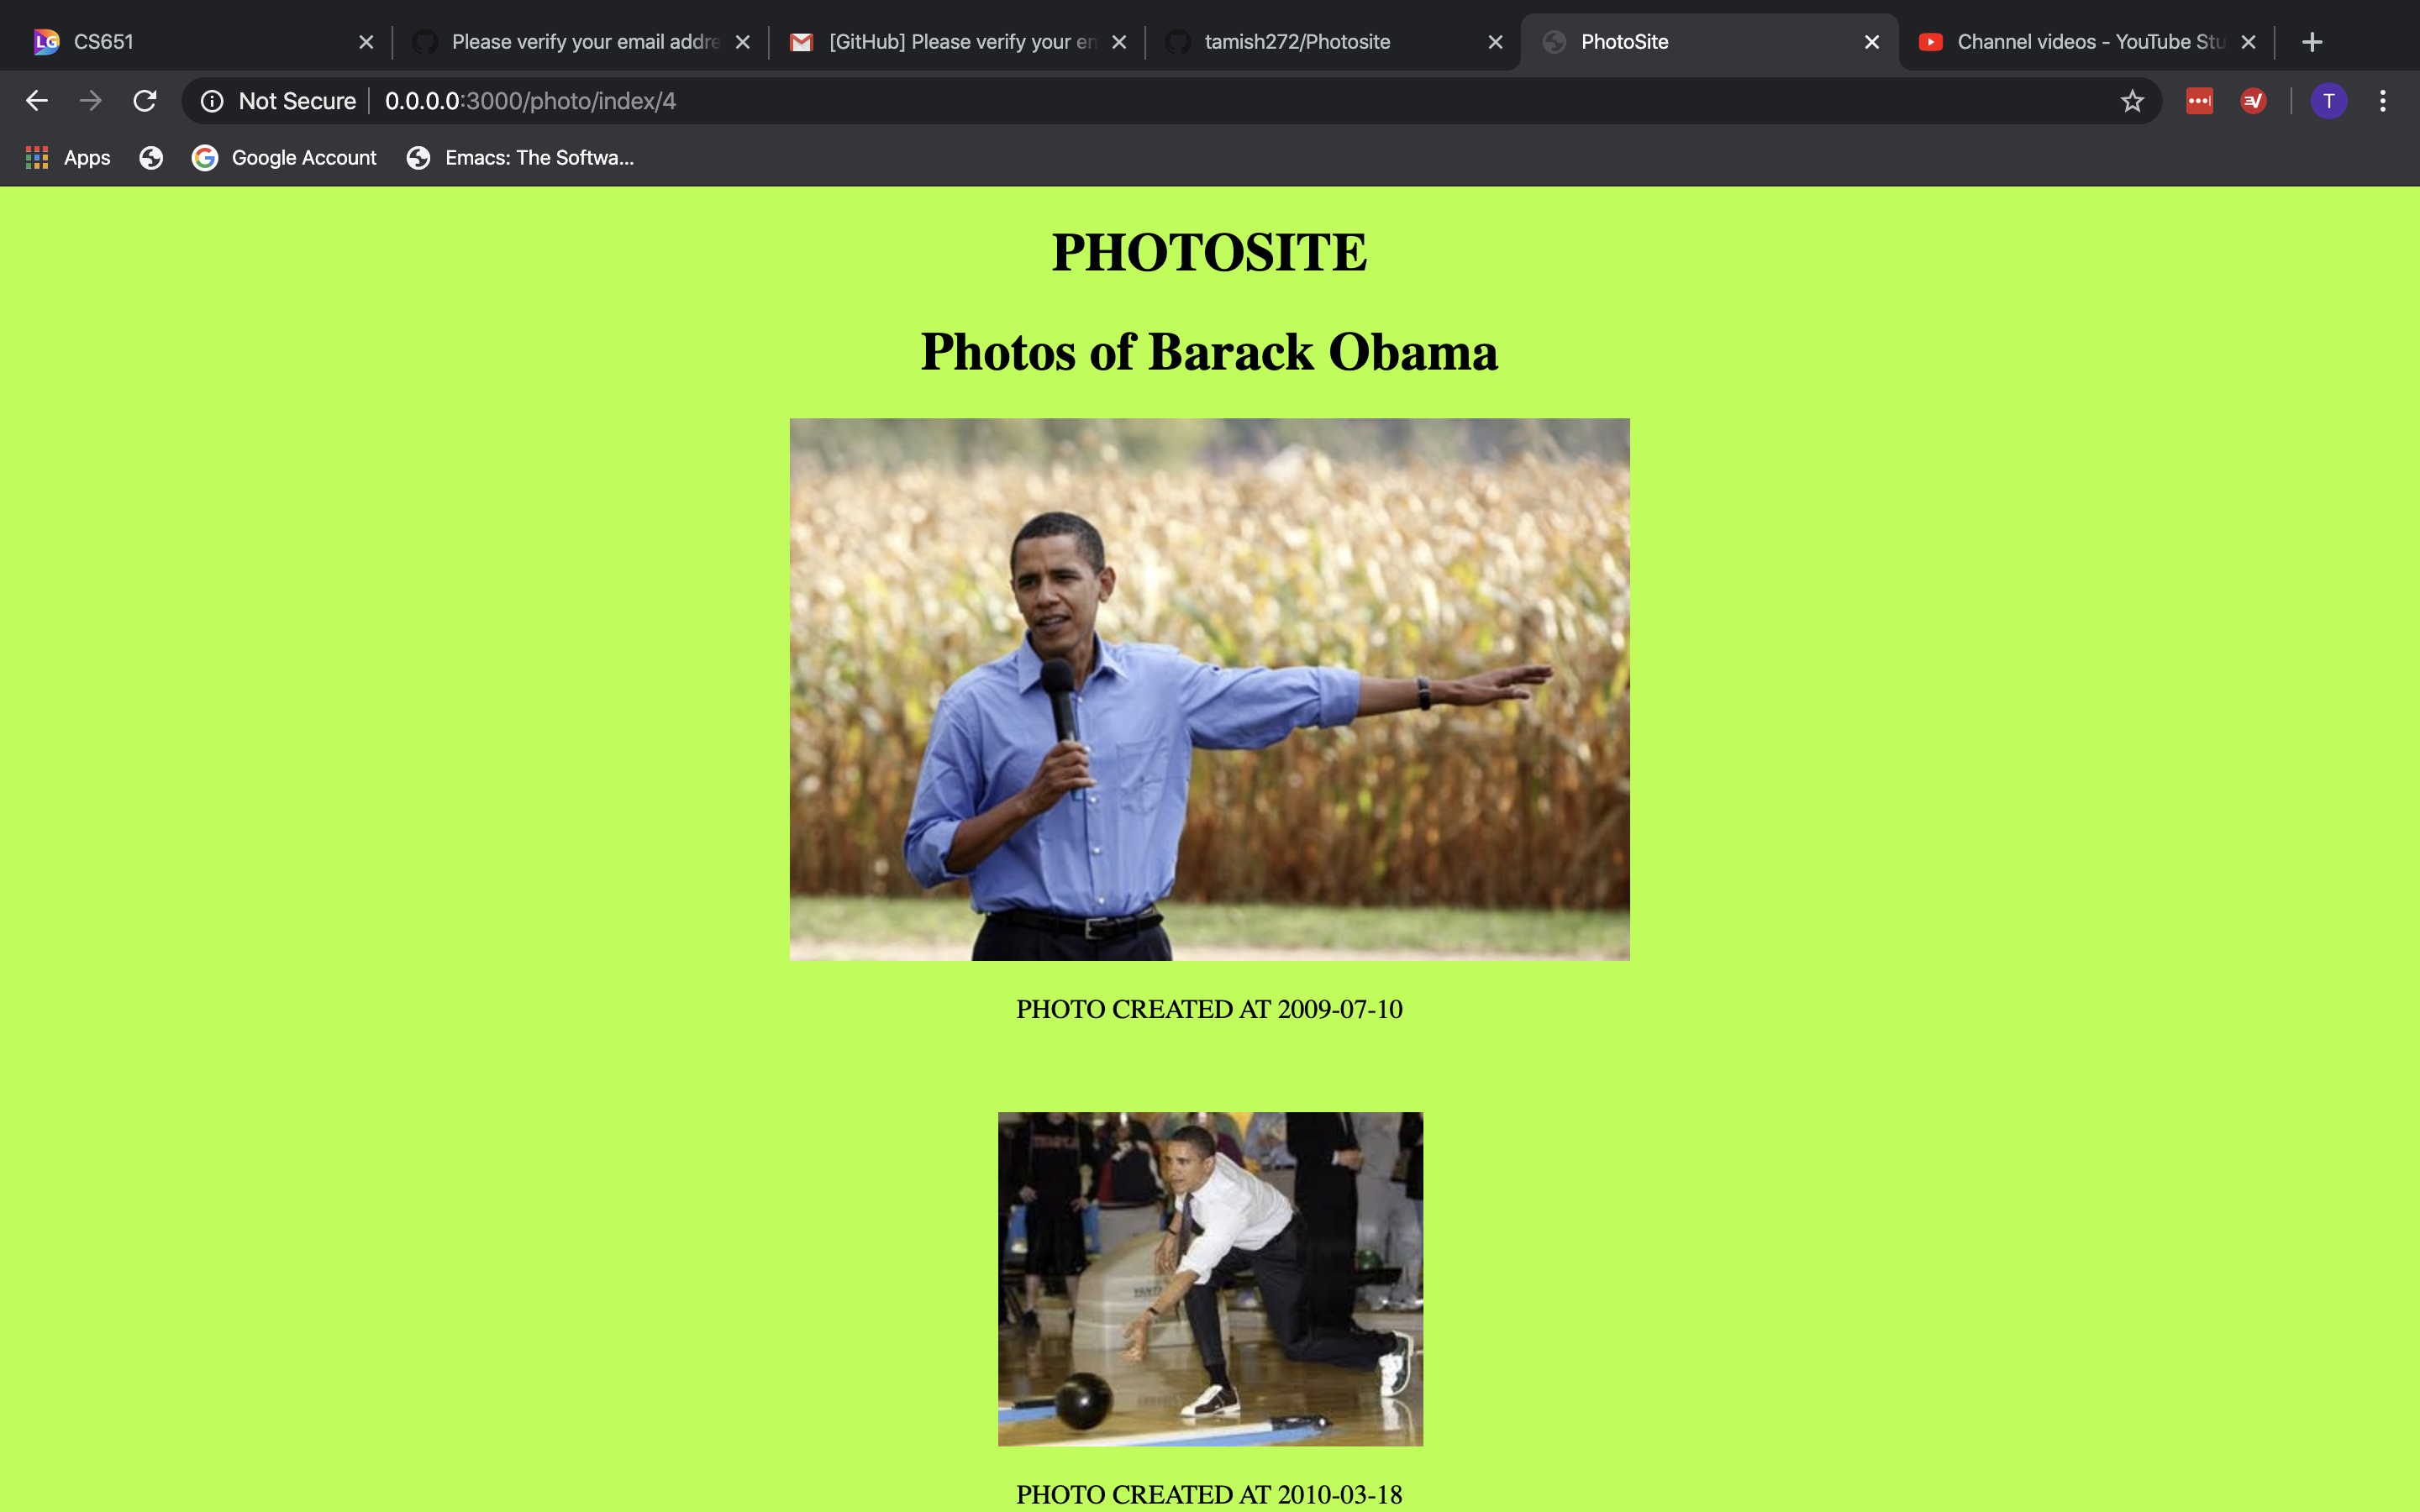 CS651
Please verify your email addre
[GitHub] Please verify your em
tamish272/Photosite
PhotoSite
Channel videos - YouTube Stu
Not Secure
0.0.0.0:3000/photo/index/4
T
Apps
Google Account
Emacs: The Softwa...
PHOTOSITE
Photos of Barack Obama
PHOTO CREATED AT 2009-07-10
PHOTO CREATED AT 2010-03-18